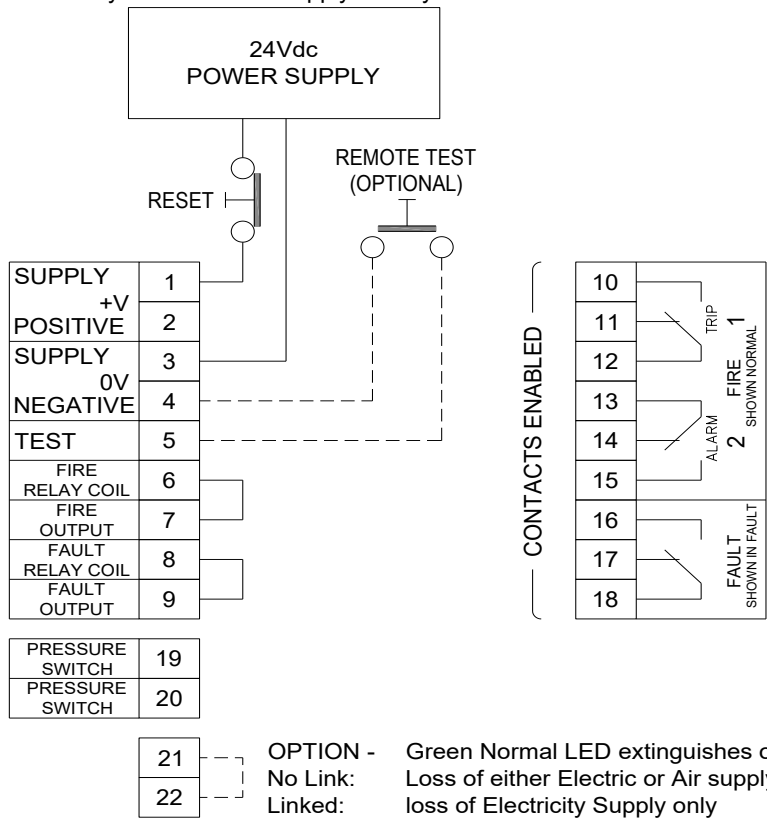 24Vdc
POWER SUPPLY
REMOTE TEST
(OPTIONAL)
RESET
SUPPLY
+V
POSITIVE
1
2
SUPPLY
0V
NEGATIVE
3
4
TEST
5
FIRE
RELAY COIL
6
FIRE
OUTPUT
7
FAULT
RELAY COIL
8
FAULT
OUTPUT
9
PRESSURE
SWITCH
19
PRESSURE
SWITCH
20
21
22
CONTACTS ENABLED
10
11
12
13
14
15
16
17
18
TRIP
1
ALARM
2
FIRE
SHOWN NORMAL
FAULT
SHOWN IN FAULT
OPTION - Green Normal LED extinguishes
No Link: Loss of either Electric or Air supply
Linked: loss of Electricity Supply only